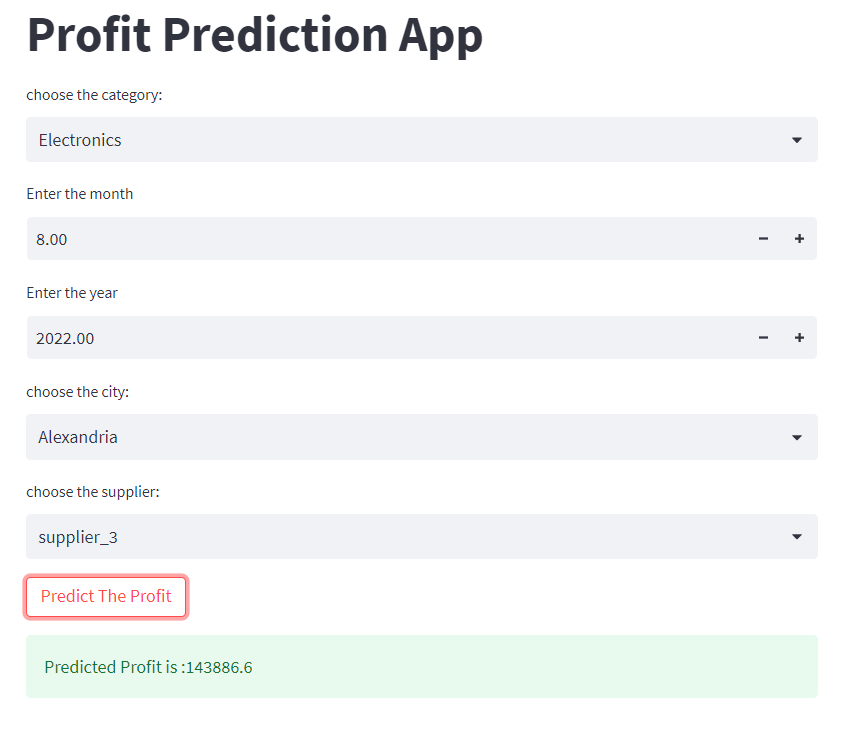 Profit Prediction App
choose the category:
Electronics
Enter the month
8.00
Enter the year
2022.00
choose the city:
Alexandria
choose the supplier:
supplier_3
Predict The Profit
Predicted Profit is :143886.6